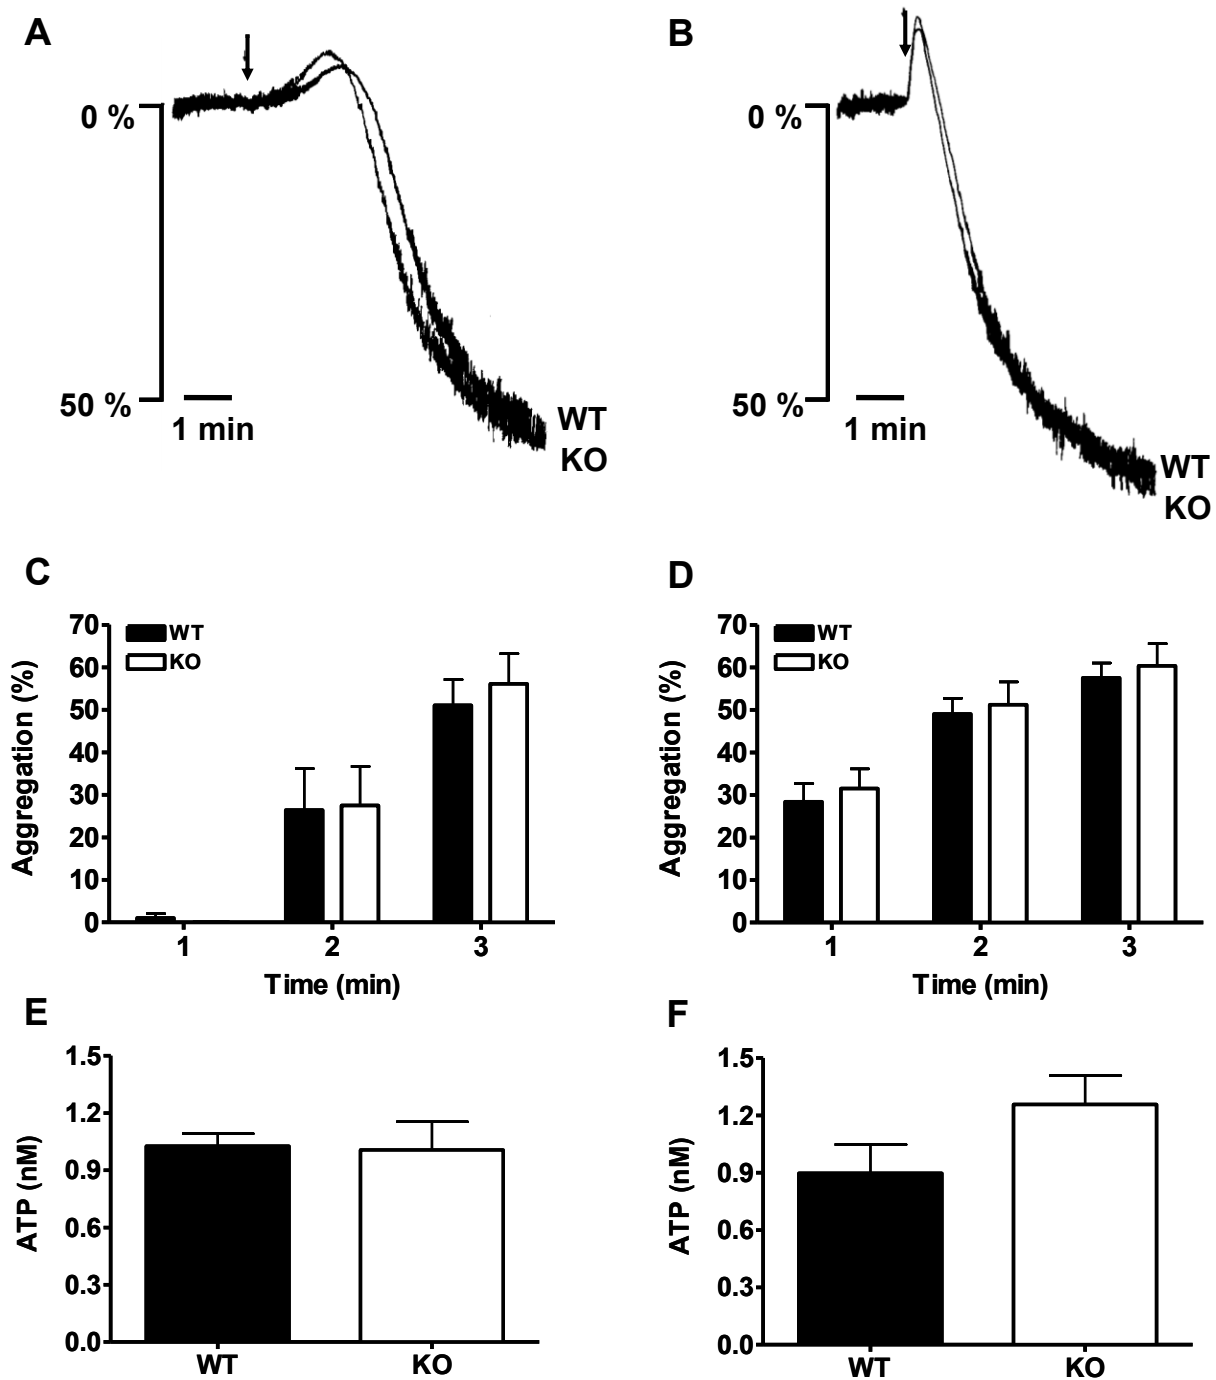 A
B
0 %
0 %
50 %
50 %
1 min
1 min
WT
KO
WT
KO
C
D
70
60
50
40
30
20
10
0
WT
KO
Aggregation (%)
1 2 3
Time (min)
70
60
50
40
30
20
10
0
WT
KO
Aggregation (%)
1 2 3
Time (min)
E
F
1.5
1.2
0.9
0.6
0.3
0.0
ATP (nM)
WT KO
1.5
1.2
0.9
0.6
0.3
0.0
ATP (nM)
WT KO